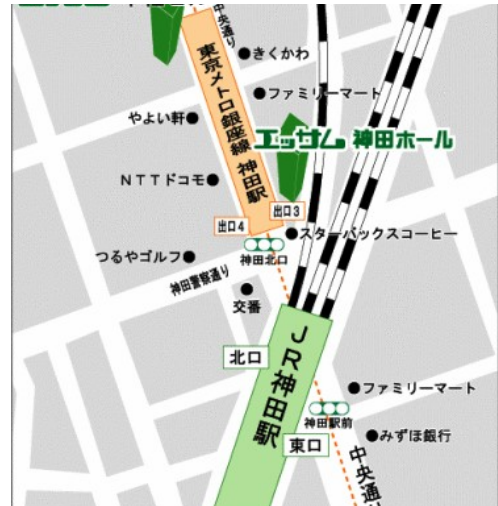 中央通り
きくかわ
ファミリーマート
東京メトロ銀座線 神田駅
やよい軒
エッサム 神田ホール
NTTドコモ
出口3
出口4
スターバックスコーヒー
神田北口
つるやゴルフ
神田警察通り
交番
JR神田駅
北口
ファミリーマート
神田駅前
東口
みずほ銀行
中央通り